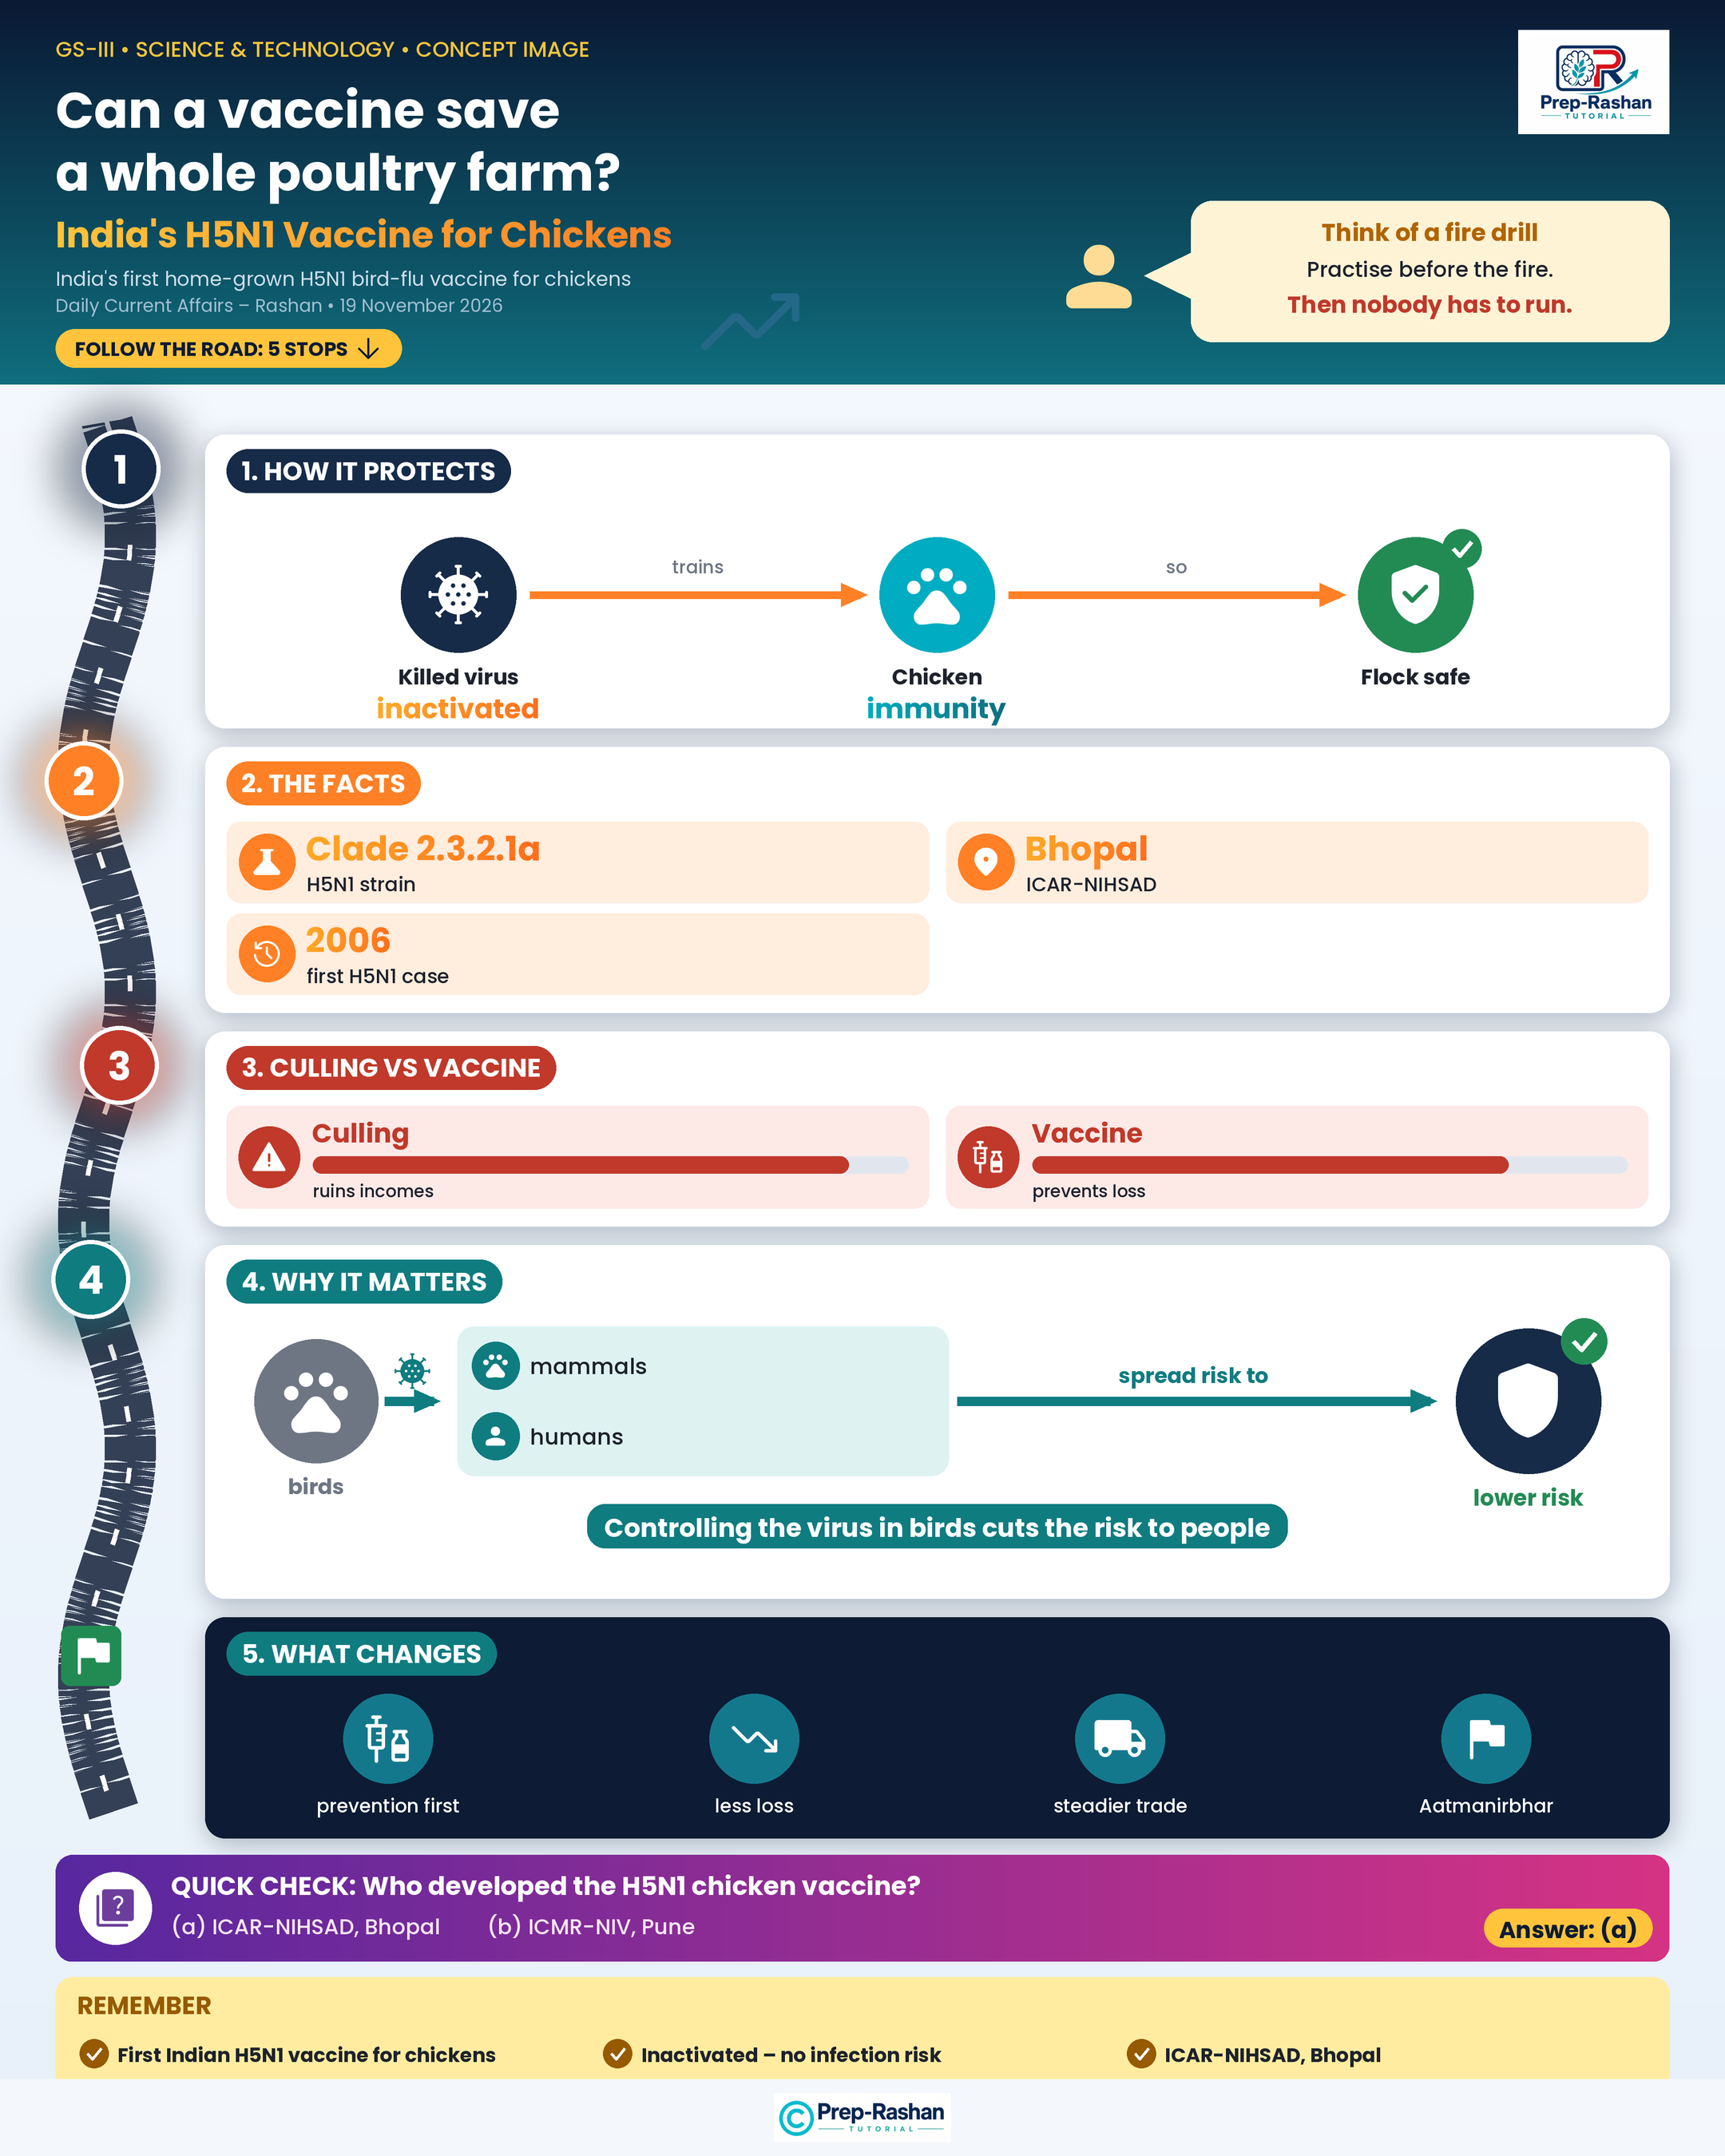 GS-III • SCIENCE & TECHNOLOGY • CONCEPT IMAGE
Prep-Rashan
TUTORIAL
Can a vaccine save
a whole poultry farm?
India's H5N1 Vaccine for Chickens
India's first home-grown H5N1 bird-flu vaccine for chickens
Daily Current Affairs – Rashan • 19 November 2026
FOLLOW THE ROAD: 5 STOPS
Think of a fire drill
Practise before the fire.
Then nobody has to run.
1
1. HOW IT PROTECTS
trains
so
Killed virus
inactivated
Chicken
immunity
Flock safe
2
2. THE FACTS
Clade 2.3.2.1a
H5N1 strain
Bhopal
ICAR-NIHSAD
2006
first H5N1 case
3
3. CULLING VS VACCINE
Culling
ruins incomes
Vaccine
prevents loss
4
4. WHY IT MATTERS
birds
mammals
humans
spread risk to
lower risk
Controlling the virus in birds cuts the risk to people
5. WHAT CHANGES
prevention first
less loss
steadier trade
Aatmanirbhar
QUICK CHECK: Who developed the H5N1 chicken vaccine?
(a) ICAR-NIHSAD, Bhopal (b) ICMR-NIV, Pune
Answer: (a)
REMEMBER
First Indian H5N1 vaccine for chickens
Inactivated – no infection risk
ICAR-NIHSAD, Bhopal
© Prep-Rashan
TUTORIAL